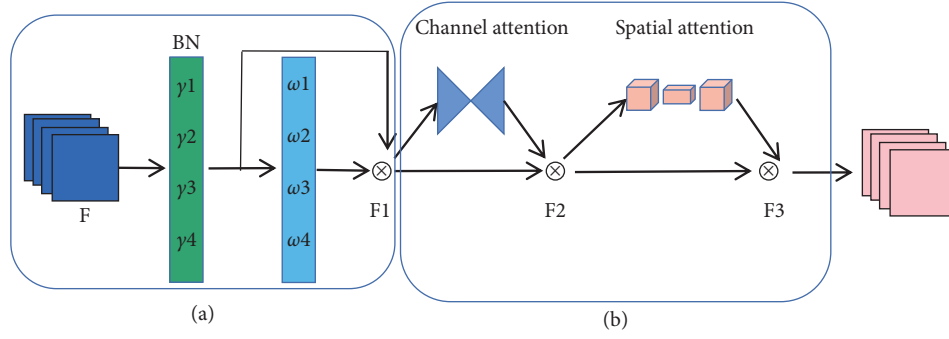 Channel attention
Spatial attention
BN
γ1
γ2
γ3
γ4
ω1
ω2
ω3
ω4
F
F1
F2
F3
(a)
(b)